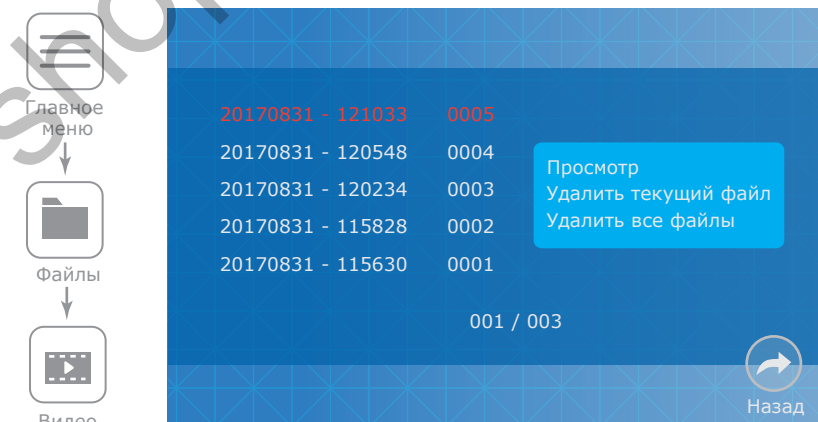 Главное
меню
Файлы
Видео
20170831 - 121033 0005
20170831 - 120548 0004
20170831 - 120234 0003
20170831 - 115828 0002
20170831 - 115630 0001
Просмотр
Удалить текущий файл
Удалить все файлы
001 / 003
Назад